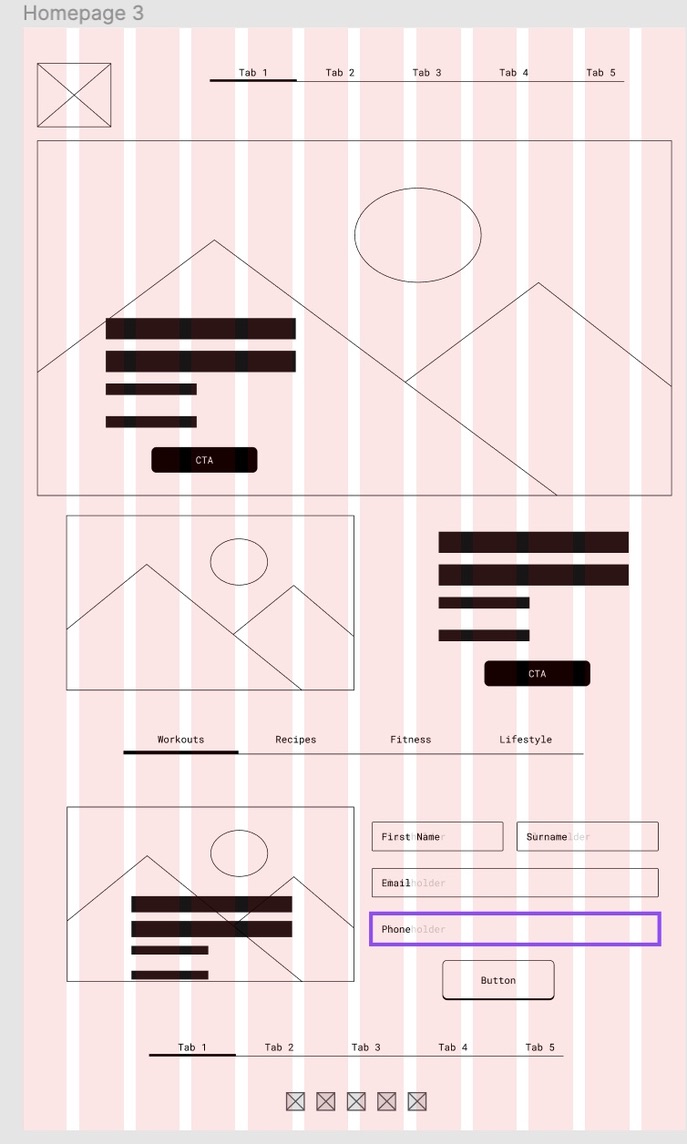 Homepage 3
Tab 1 Tab 2 Tab 3 Tab 4 Tab 5
CTA
CTA
Workouts Recipes Fitness Lifestyle
First Name Surname
Email
Phone
Button
Tab 1 Tab 2 Tab 3 Tab 4 Tab 5